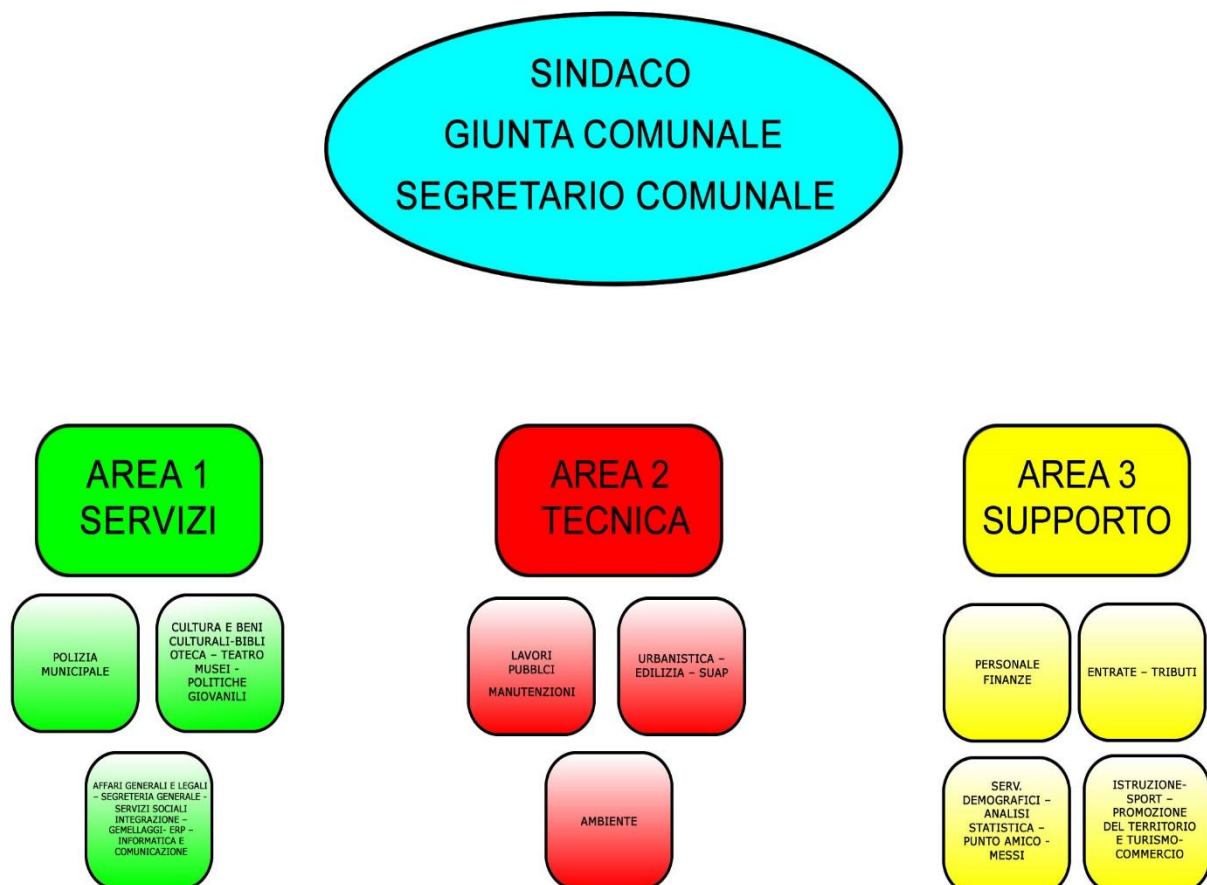 SINDACO
GIUNTA COMUNALE
SEGRETARIO COMUNALE
AREA 1
SERVIZI
AREA 2
TECNICA
AREA 3
SUPPORTO
POLIZIA
MUNICIPALE
CULTURA E BENI
CULTURALI-BIBLI
OTECA – TEATRO
MUSEI -
POLITICHE
GIOVANILI
LAVORI
PUBBLCI
MANUTENZIONI
URBANISTICA –
EDILIZIA – SUAP
PERSONALE
FINANZE
ENTRATE – TRIBUTI
AFFARI GENERALI E LEGALI
– SEGRETERIA GENERALE -
SERVIZI SOCIALI
INTEGRAZIONE –
GEMELLAGGI- ERP –
INFORMATICA E
COMUNICAZIONE
AMBIENTE
SERV.
DEMOGRAFICI –
ANALISI
STATISTICA –
PUNTO AMICO -
MESSI
ISTRUZIONE-
SPORT –
PROMOZIONE
DEL TERRITORIO
E TURISMO-
COMMERCIO